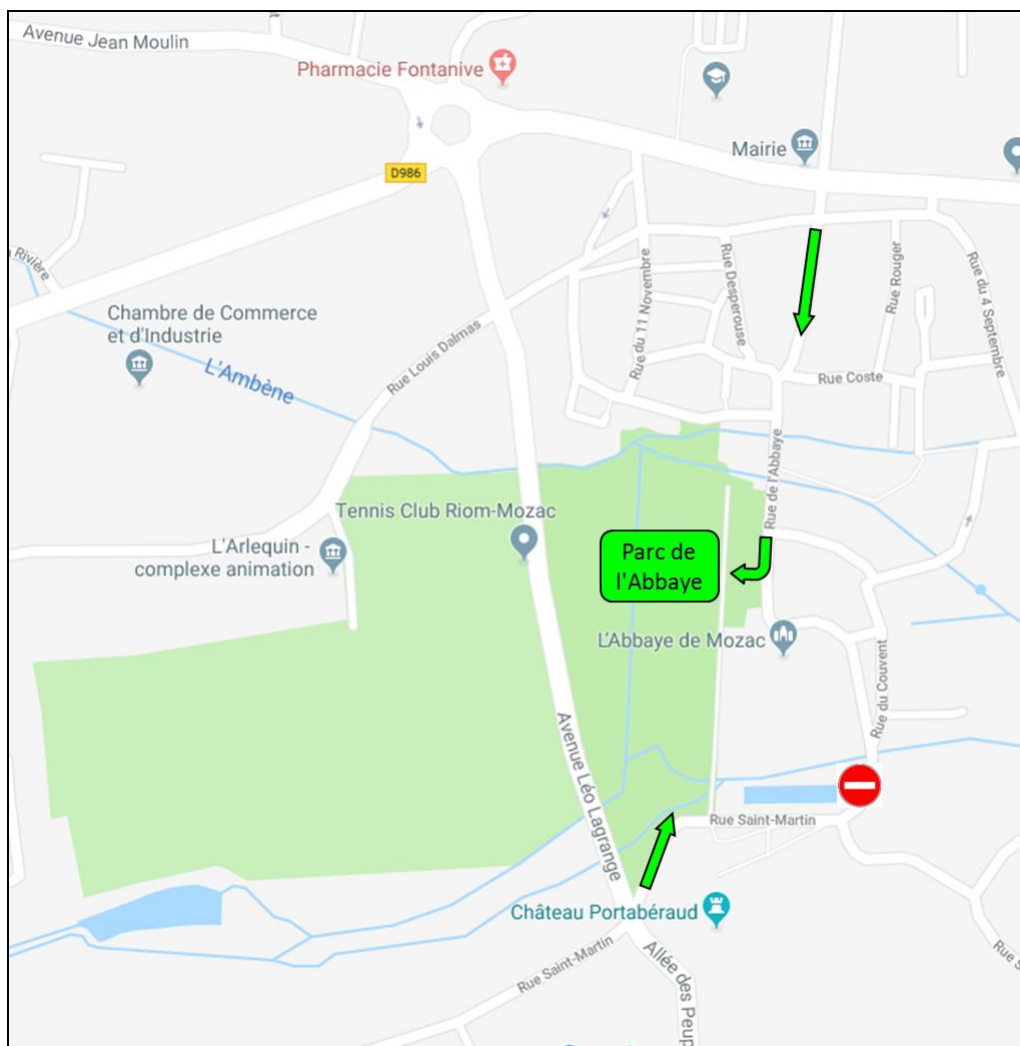 Avenue Jean Moulin
Pharmacie Fontanive
Mairie
D986
Rivière
Rue du 11 Novembre
Rue Desperouse
Rue Rouger
Rue du 4 Septembre
Chambre de Commerce
et d'Industrie
L'Ambène
Rue Louis Dalmas
Rue Coste
Rue de l'Abbaye
Tennis Club Riom-Mozac
L'Arlequin -
complexe animation
Parc de
l'Abbaye
L'Abbaye de Mozac
Rue du Couvent
Avenue Léo Lagrange
Rue Saint-Martin
Château Portabéraud
Rue Saint-Martin
Allée des Peup
Rue S